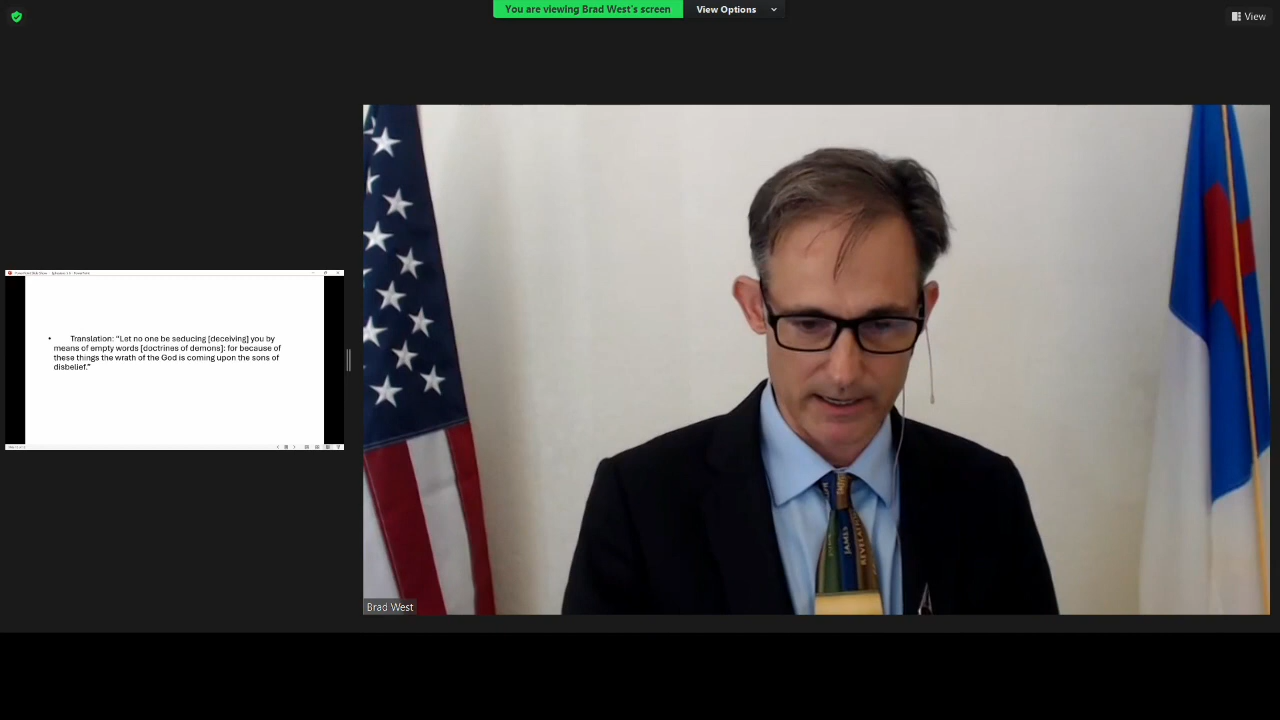 You are viewing Brad West's screen
View Options
View
Translation: "Let no one be seducing [deceiving] you by
means of empty words [doctrines of demons]: for because of
these things the wrath of the God is coming upon the sons of
disbelief."
JAMES
REVELATION
Brad West